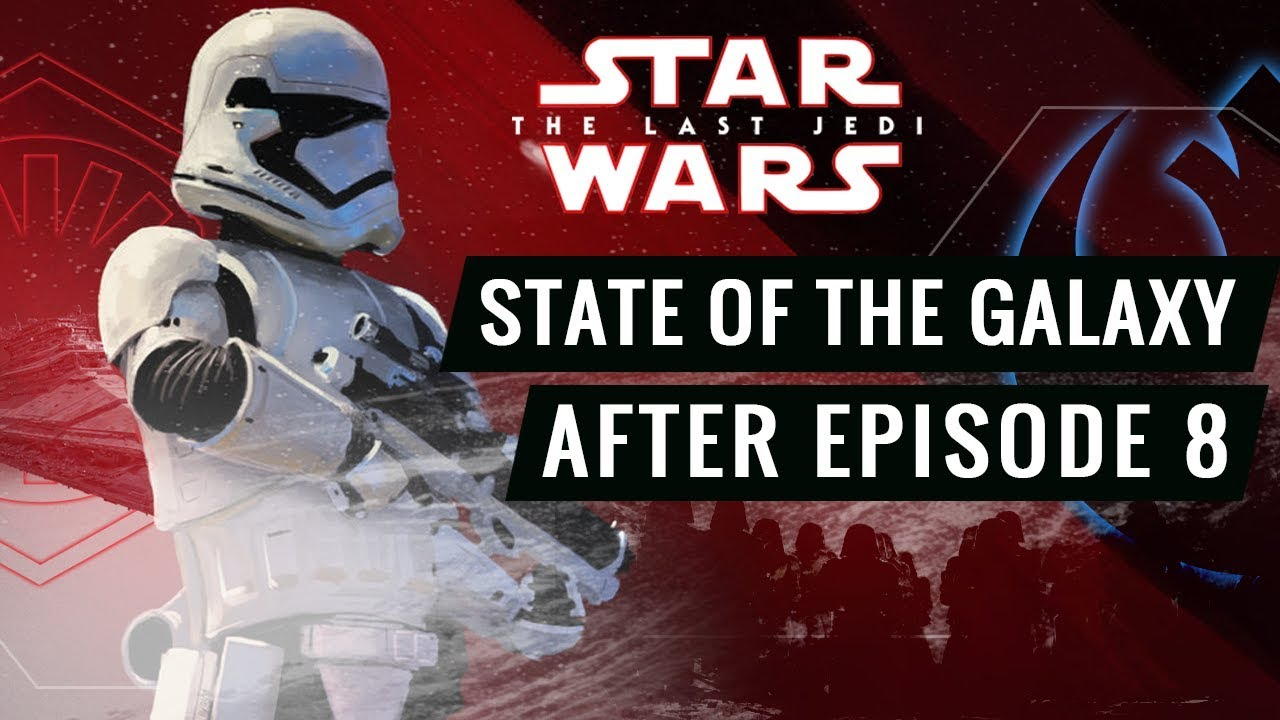 STAR
THE LAST JEDI
WARS
STATE OF THE GALAXY
AFTER EPISODE 8